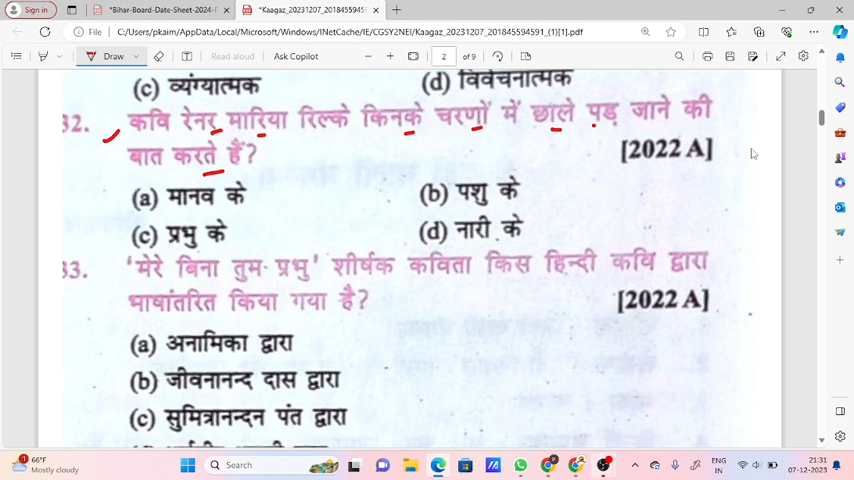 Sign in
*Bihar-Board-Date-Sheet-2024-F
*Kaagaz_20231207_201845594591
File
C:/Users/pkaim/AppData/Local/Microsoft/Windows/INetCache/IE/CGSY2NEI/Kaagaz_20231207_201845594591_(1)[1].pdf
Draw
Read aloud
Ask Copilot
2 of 9
(c) व्यंग्यात्मक (d) विवेचनात्मक
32. कवि रेनर मारिया रिल्के किनके चरणों में छाले पड़ जाने की
बात करते हैं? [2022 A]
(a) मानव के (b) पशु के
(c) प्रभु के (d) नारी के
33. 'मेरे बिना तुम प्रभु' शीर्षक कविता किस हिन्दी कवि द्वारा
भाषांतरित किया गया है? [2022 A]
(a) अनामिका द्वारा
(b) जीवनानन्द दास द्वारा
(c) सुमित्रानन्दन पंत द्वारा
66°F
Mostly cloudy
Search
ENG
IN
21:31
07-12-2023